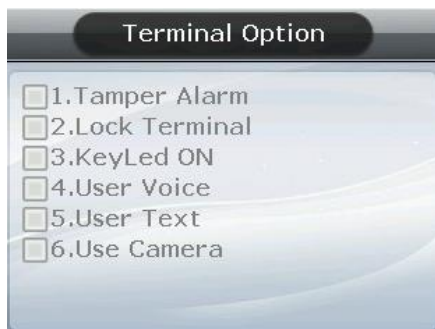 Terminal Option
1.Tamper Alarm
2.Lock Terminal
3.KeyLed ON
4.User Voice
5.User Text
6.Use Camera